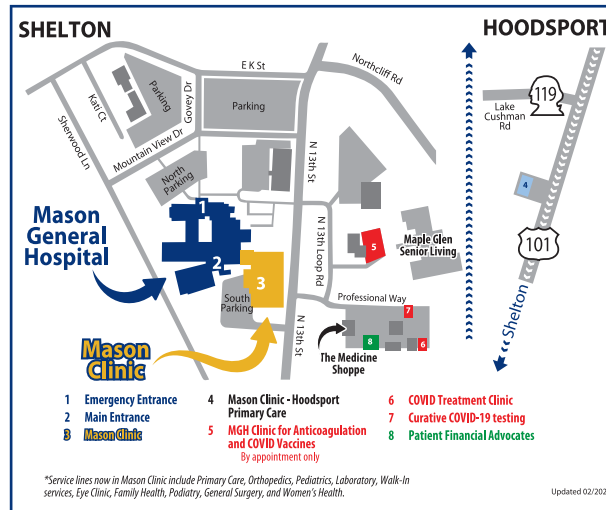 SHELTON
HOODSPORT
E K St
Northcliff Rd
Parking
Kati Ct
Govey Dr
Parking
Sherwood Ln
Mountain View Dr
N 13th St
119
Lake
Cushman
Rd
North
Parking
4
1
Mason
General
Hospital
2
3
5
Maple Glen
Senior Living
N 13th Loop Rd
101
South
Parking
Professional Way
7
N 13th St
Shelton
Mason
Clinic
The Medicine
Shoppe
8
6
1 Emergency Entrance
2 Main Entrance
3 Mason Clinic
4 Mason Clinic - Hoodsport
Primary Care
5 MGH Clinic for Anticoagulation
and COVID Vaccines
By appointment only
6 COVID Treatment Clinic
7 Curative COVID-19 testing
8 Patient Financial Advocates
*Service lines now in Mason Clinic include Primary Care, Orthopedics, Pediatrics, Laboratory, Walk-In
services, Eye Clinic, Family Health, Podiatry, General Surgery, and Women's Health.
Updated 02/202